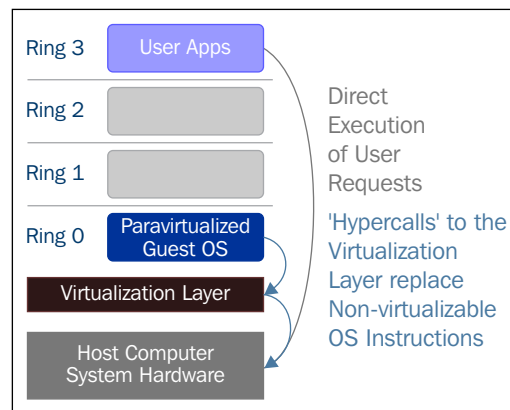 Ring 3
User Apps
Ring 2
Ring 1
Ring 0
Paravirtualized
Guest OS
Virtualization Layer
Host Computer
System Hardware
Direct
Execution
of User
Requests
'Hypercalls' to the
Virtualization
Layer replace
Non-virtualizable
OS Instructions